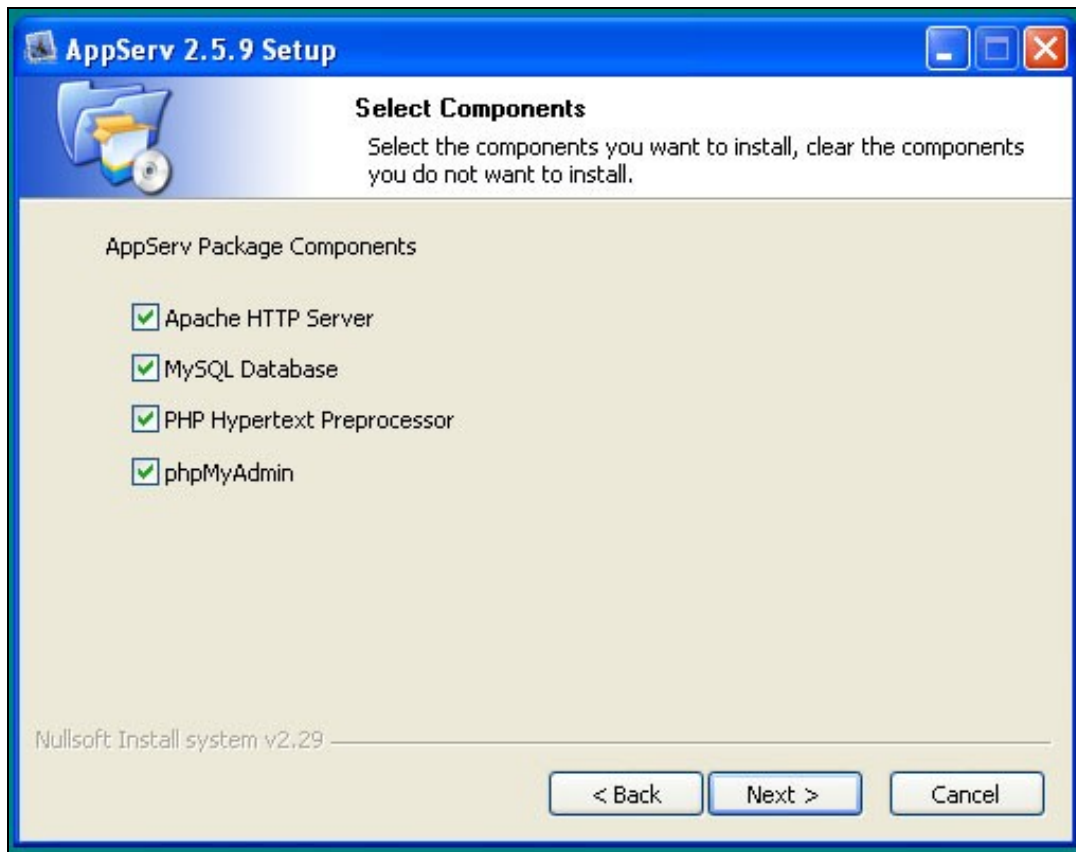 AppServ 2.5.9 Setup
Select Components
Select the components you want to install, clear the components
you do not want to install.
AppServ Package Components
Apache HTTP Server
MySQL Database
PHP Hypertext Preprocessor
phpMyAdmin
Nullsoft Install system v2.29
< Back Next > Cancel